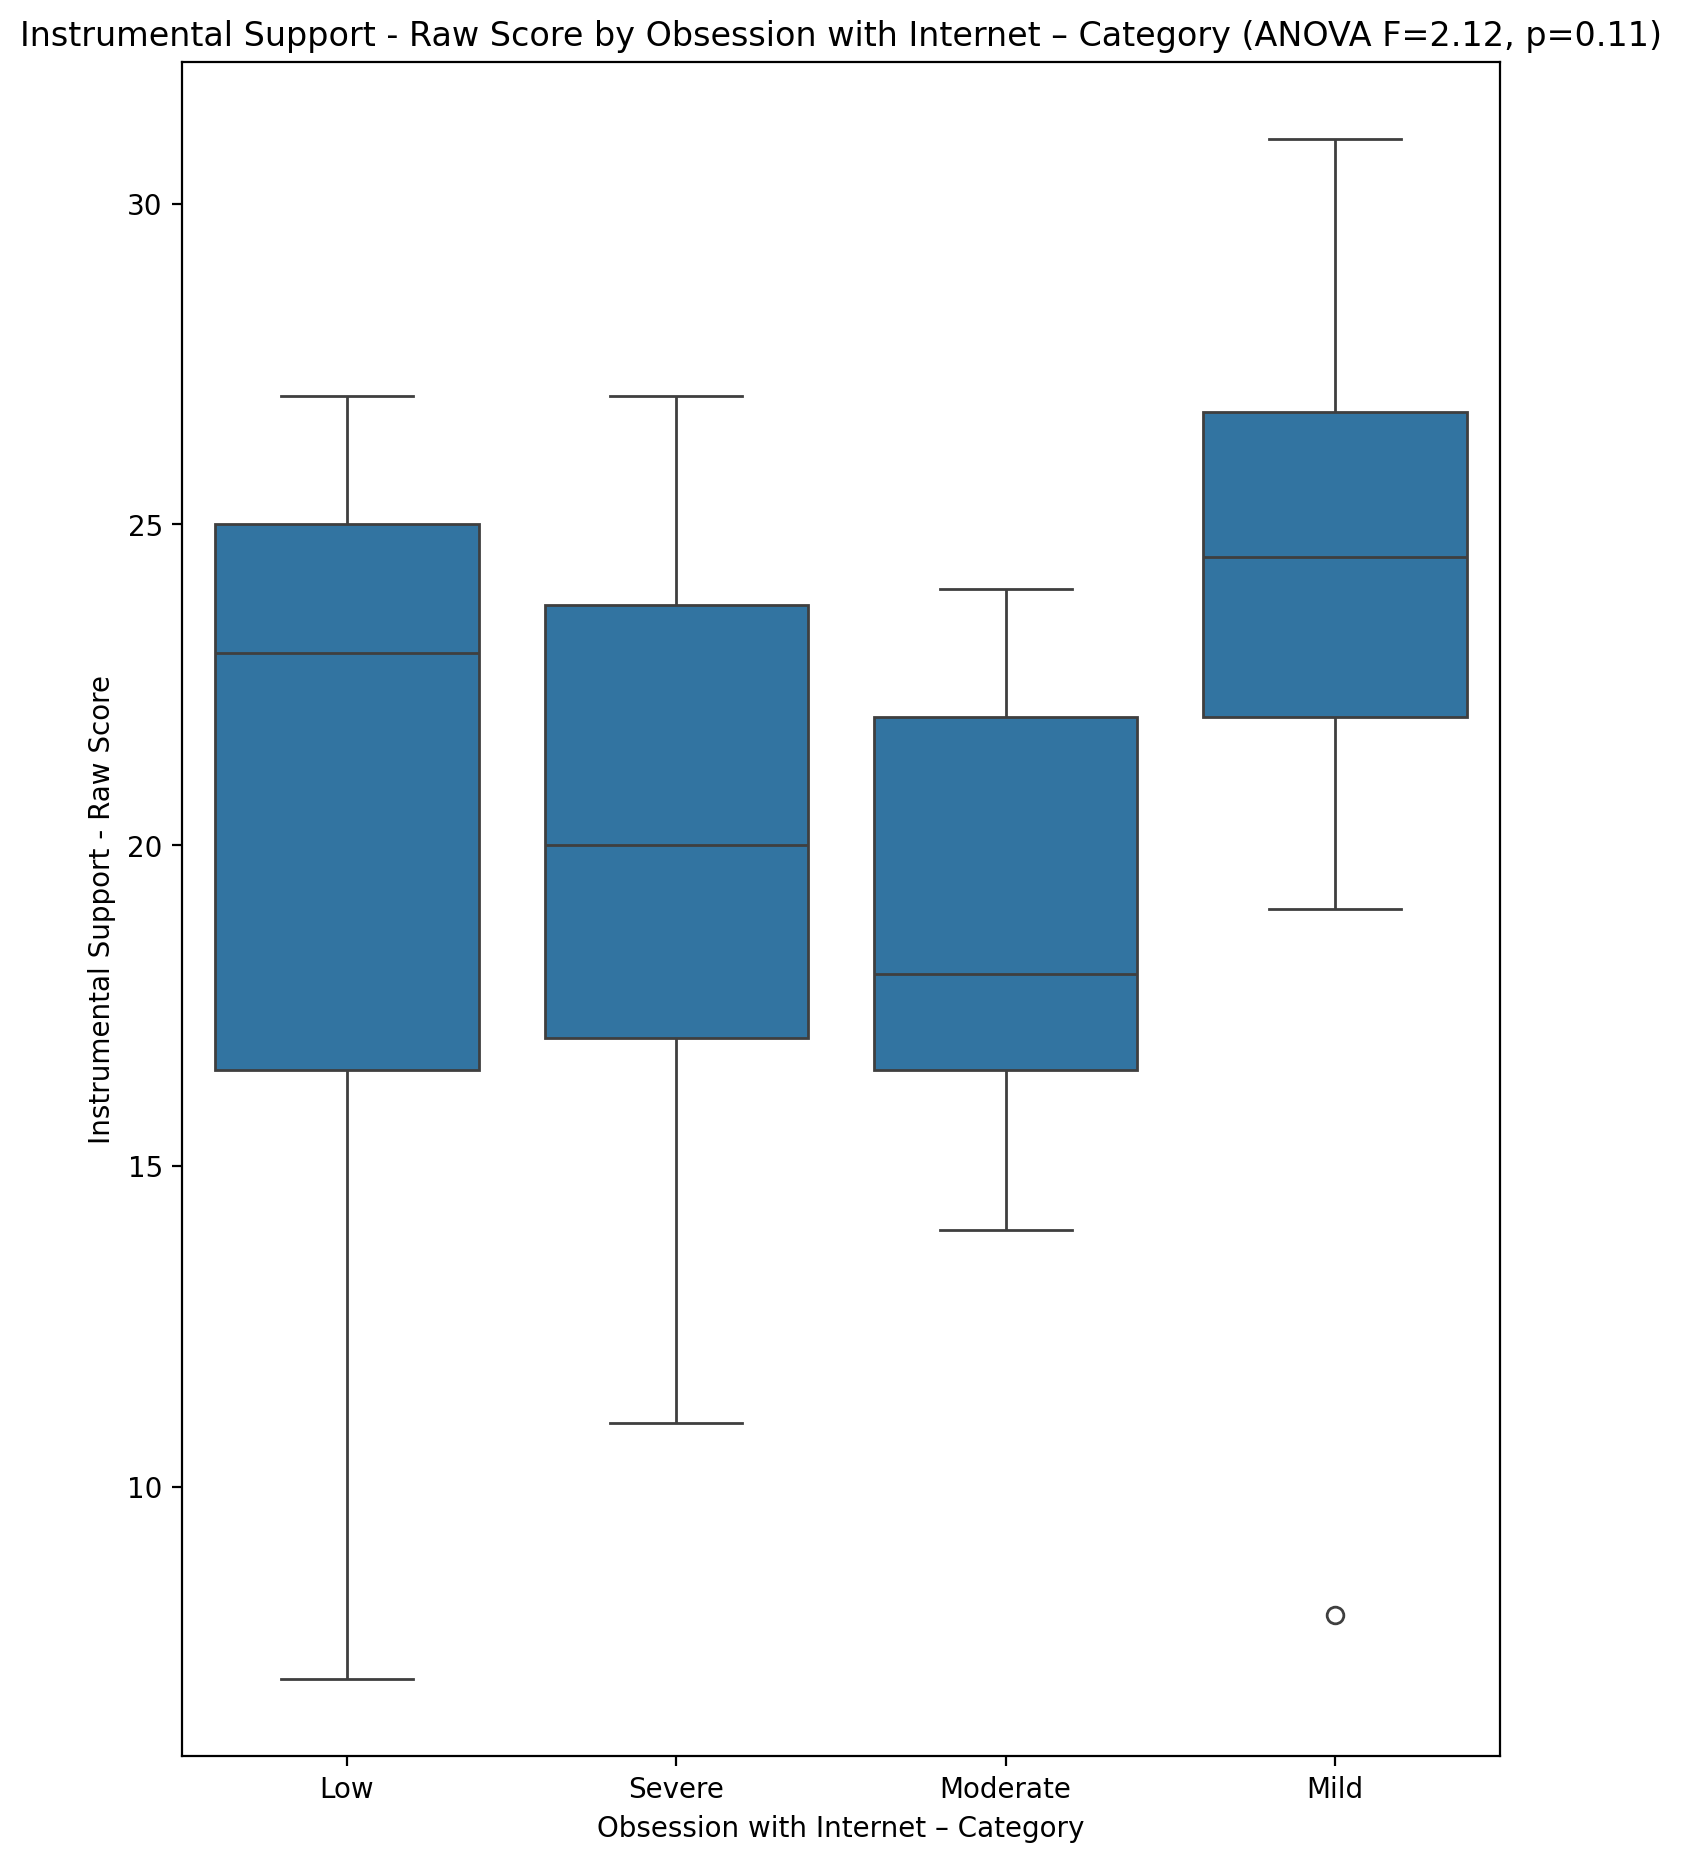 Instrumental Support - Raw Score by Obsession with Internet – Category (ANOVA F=2.12, p=0.11)
Instrumental Support - Raw Score
30
25
20
15
10
Low Severe Moderate Mild
Obsession with Internet – Category